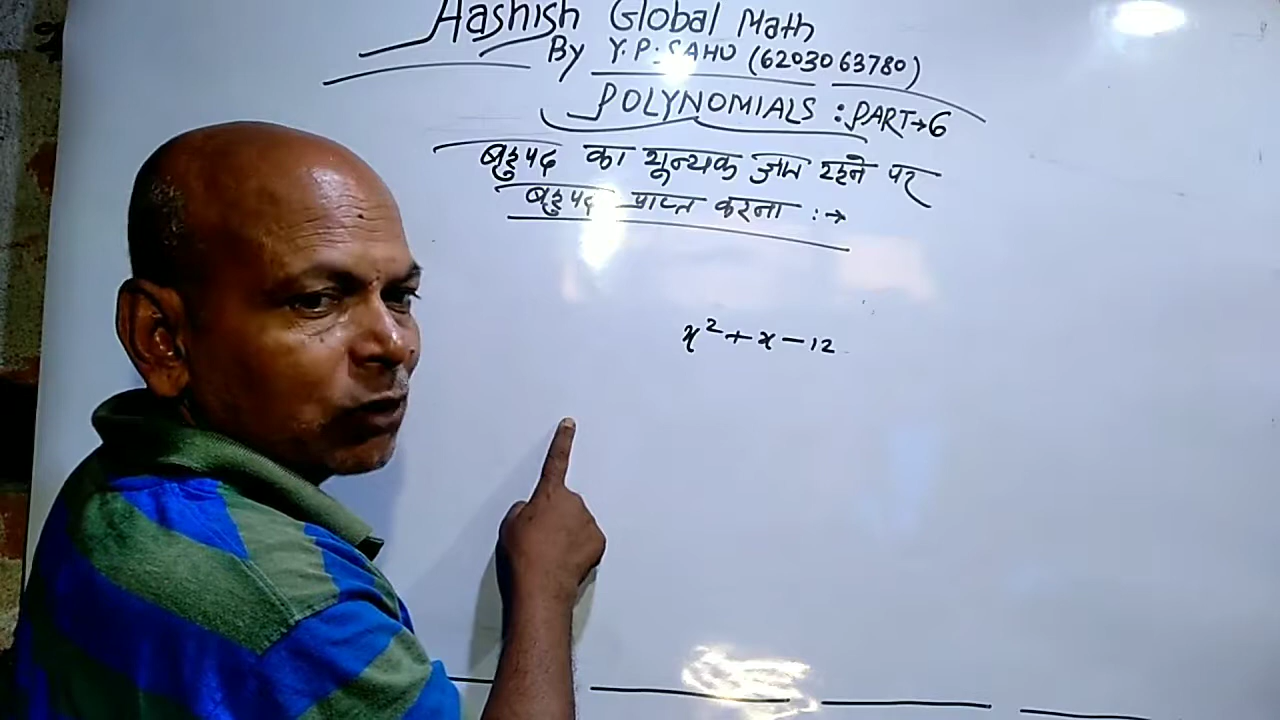 Aashish Global Math
By Y.P. SAHU (6203063780)
POLYNOMIALS : PART→6
बहुपद का शून्यक ज्ञात रहने पर
बहुपद प्राप्त करना :→
x²+x-12